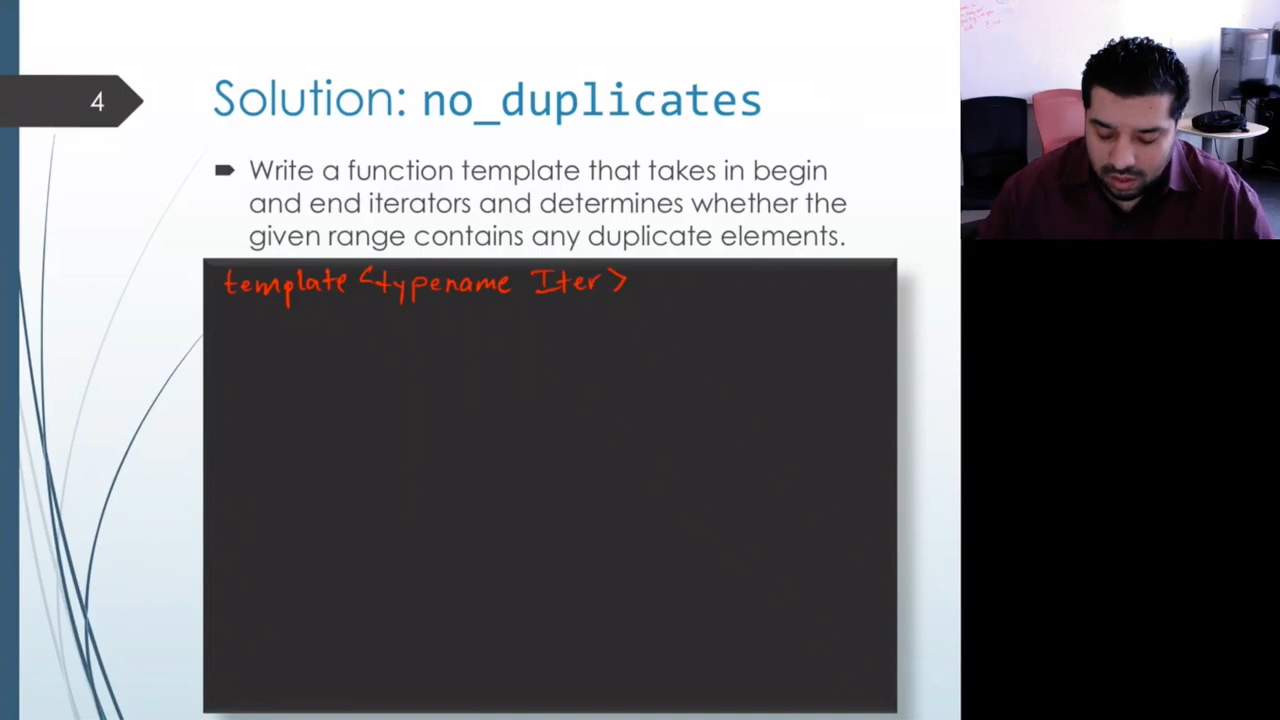 4
Solution: no_duplicates
Write a function template that takes in begin
and end iterators and determines whether the
given range contains any duplicate elements.
template <typename Iter>